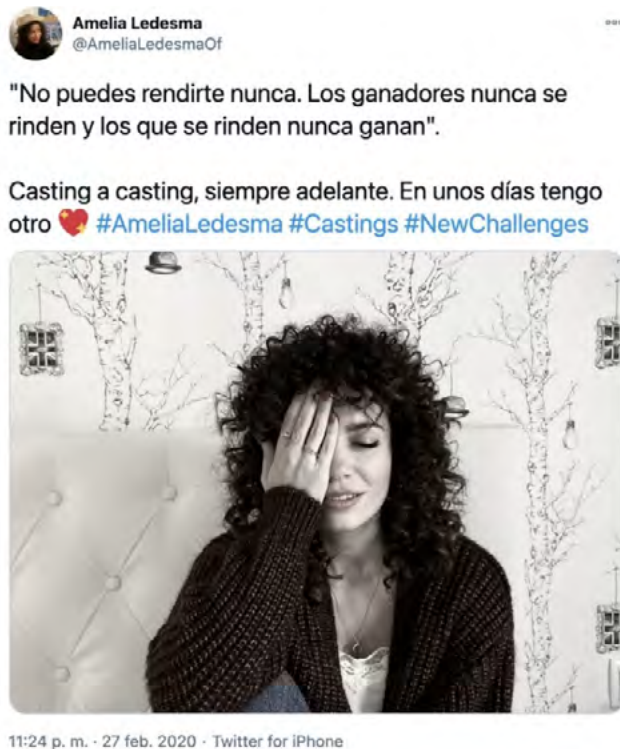 Amelia Ledesma
@AmeliaLedesmaOf
"No puedes rendirte nunca. Los ganadores nunca se
rinden y los que se rinden nunca ganan".
Casting a casting, siempre adelante. En unos días tengo
otro 💖 #AmeliaLedesma #Castings #NewChallenges
11:24 p. m. · 27 feb. 2020 · Twitter for iPhone